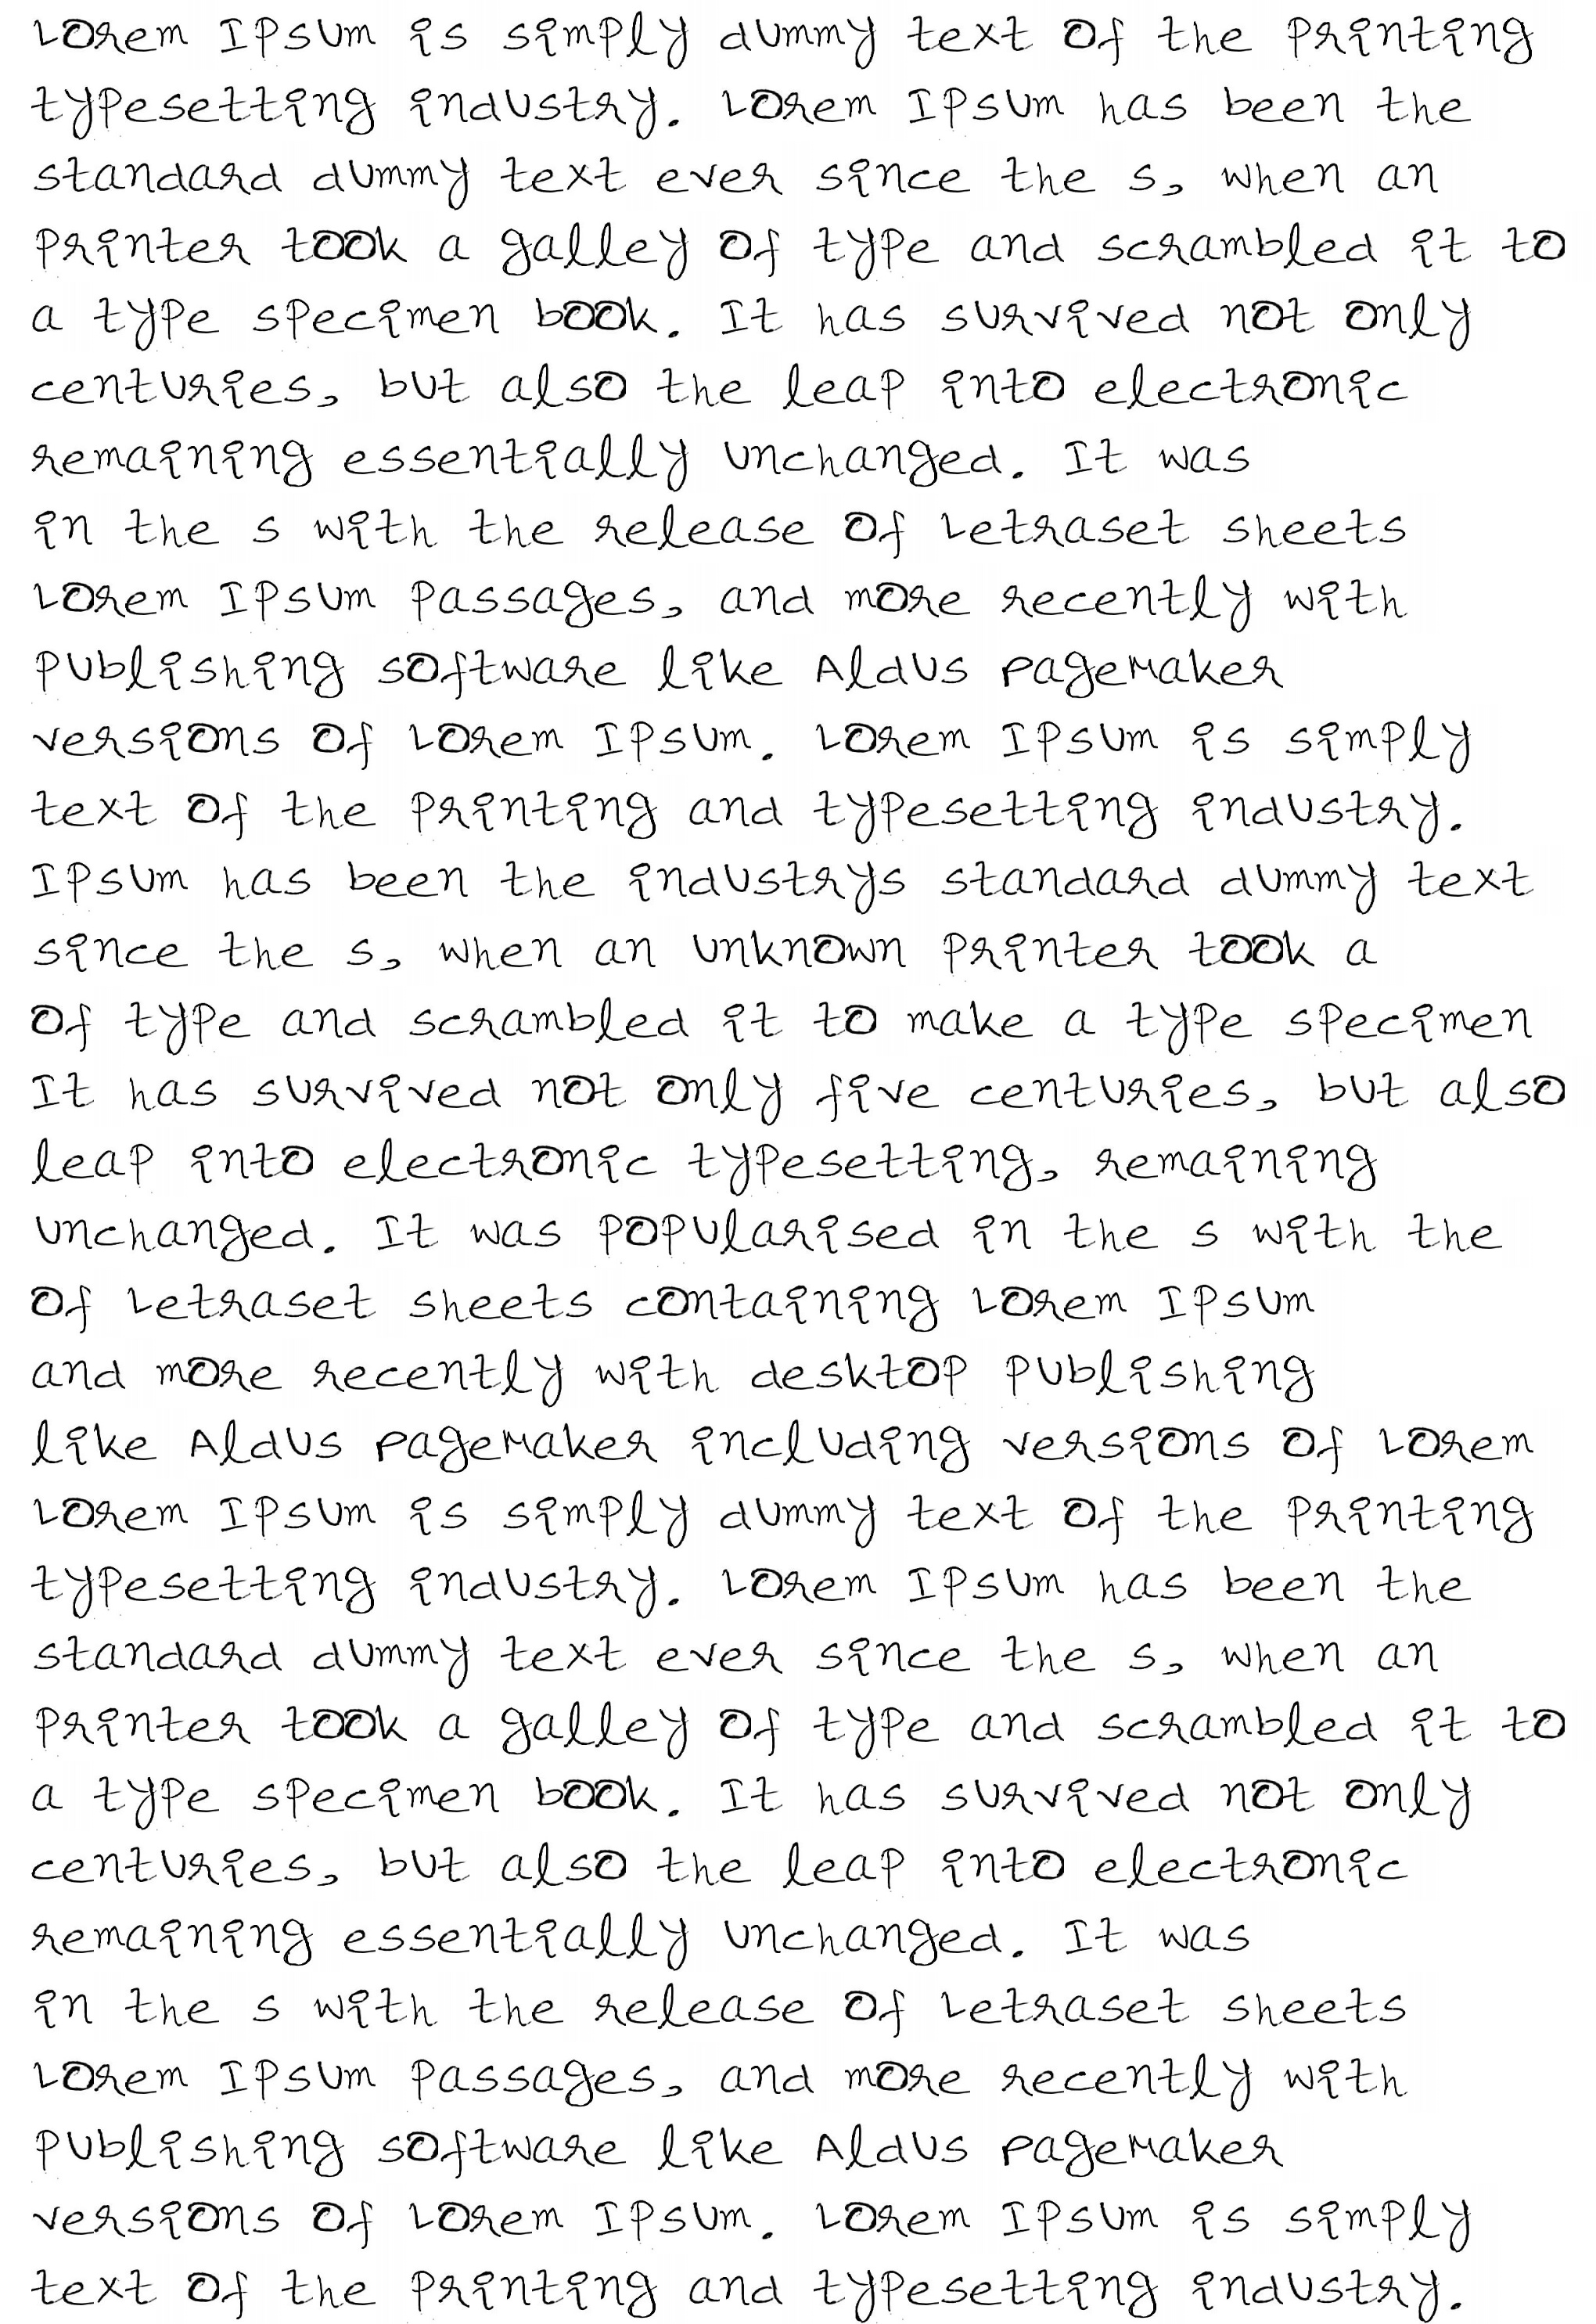 Lorem Ipsum is simply dummy text of the printing
typesetting industry. Lorem Ipsum has been the
standard dummy text ever since the s, when an
printer took a galley of type and scrambled it to
a type specimen book. It has survived not only
centuries, but also the leap into electronic
remaining essentially unchanged. It was
in the s with the release of Letraset sheets
Lorem Ipsum passages, and more recently with
publishing software like Aldus PageMaker
versions of Lorem Ipsum. Lorem Ipsum is simply
text of the printing and typesetting industry.
Ipsum has been the industrys standard dummy text
since the s, when an unknown printer took a
of type and scrambled it to make a type specimen
It has survived not only five centuries, but also
leap into electronic typesetting, remaining
unchanged. It was popularised in the s with the
of Letraset sheets containing Lorem Ipsum
and more recently with desktop publishing
like Aldus PageMaker including versions of Lorem
Lorem Ipsum is simply dummy text of the printing
typesetting industry. Lorem Ipsum has been the
standard dummy text ever since the s, when an
printer took a galley of type and scrambled it to
a type specimen book. It has survived not only
centuries, but also the leap into electronic
remaining essentially unchanged. It was
in the s with the release of Letraset sheets
Lorem Ipsum passages, and more recently with
publishing software like Aldus PageMaker
versions of Lorem Ipsum. Lorem Ipsum is simply
text of the printing and typesetting industry.